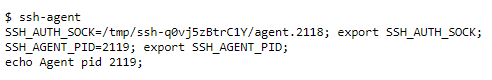 $ ssh-agent
SSH_AUTH_SOCK=/tmp/ssh-q0vj5zBtrC1Y/agent.2118; export SSH_AUTH_SOCK;
SSH_AGENT_PID=2119; export SSH_AGENT_PID;
echo Agent pid 2119;